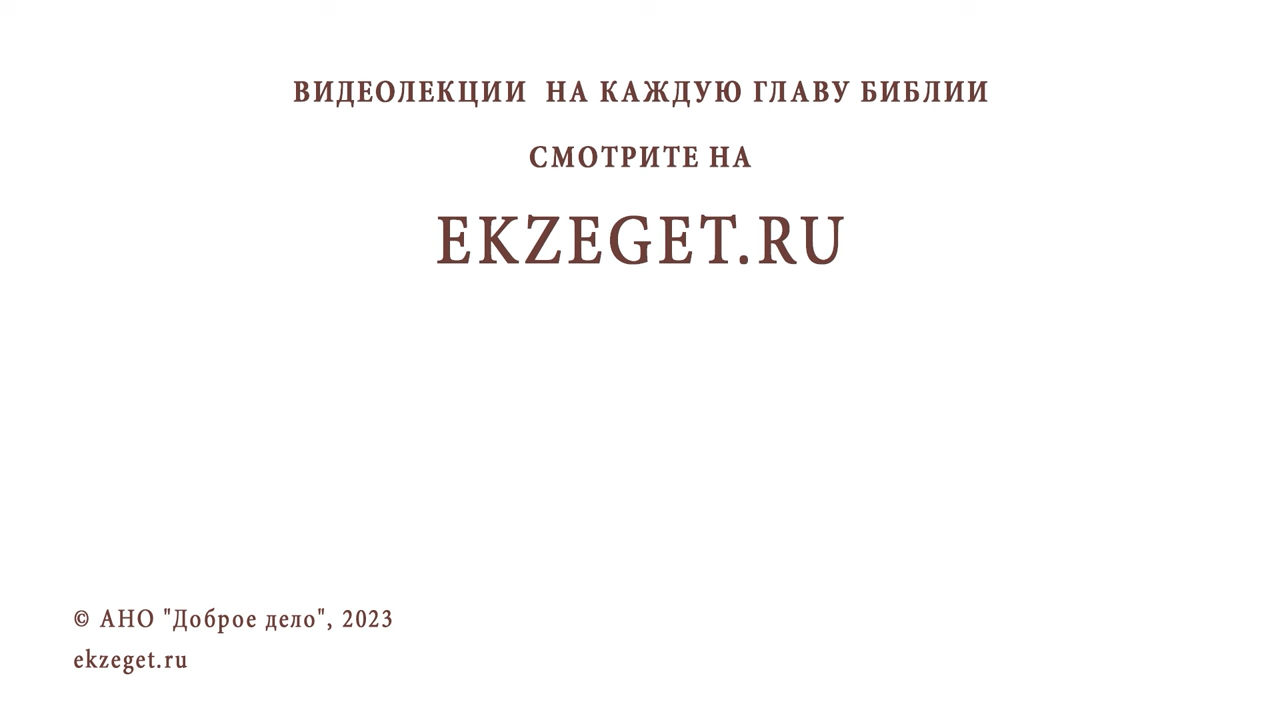 ВИДЕОЛЕКЦИИ НА КАЖДУЮ ГЛАВУ БИБЛИИ
СМОТРИТЕ НА
EKZEGET.RU
© АНО "Доброе дело", 2023
ekzeget.ru